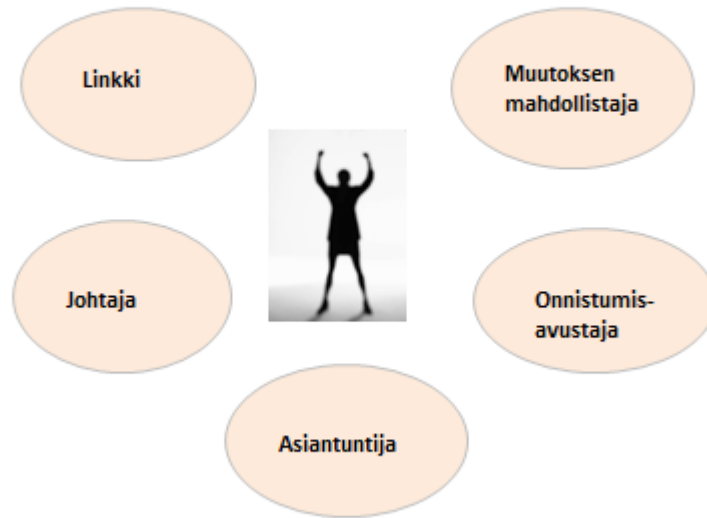 Linkki
Muutoksen
mahdollistaja
Johtaja
Onnistumis-
avustaja
Asiantuntija